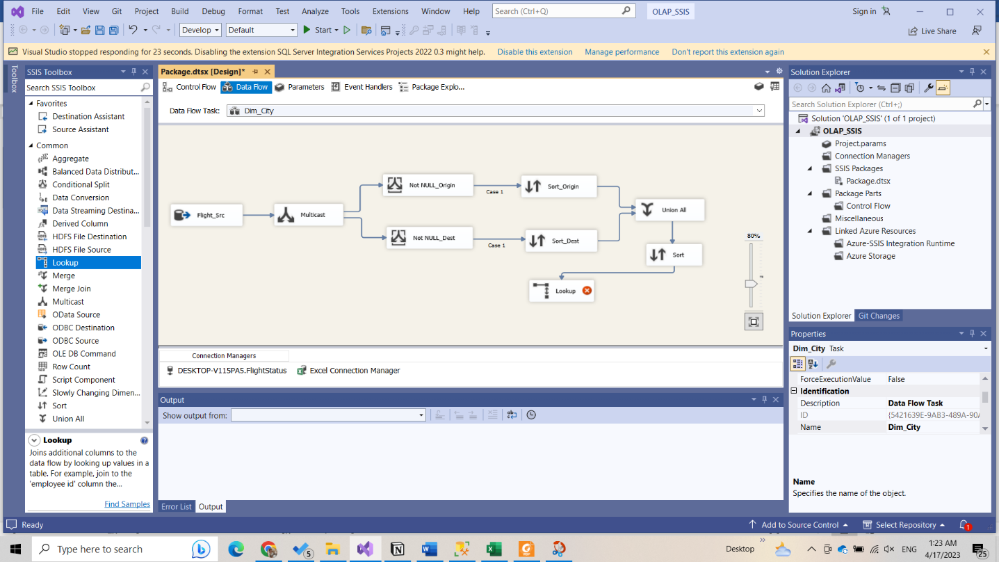 File Edit View Git Project Build Debug Format Test Analyze Tools Extensions Window Help Search (Ctrl+Q) OLAP_SSIS Sign in
Develop Default Start Live Share
Visual Studio stopped responding for 23 seconds. Disabling the extension SQL Server Integration Services Projects 2022 0.3 might help. Disable this extension Manage performance Don't report this extension again
Toolbox
SSIS Toolbox
Search SSIS Toolbox
Favorites
Destination Assistant
Source Assistant
Common
Aggregate
Balanced Data Distribut...
Conditional Split
Data Conversion
Data Streaming Destina...
Derived Column
HDFS File Destination
HDFS File Source
Lookup
Merge
Merge Join
Multicast
OData Source
ODBC Destination
ODBC Source
OLE DB Command
Row Count
Script Component
Slowly Changing Dimen...
Sort
Union All
Lookup
Joins additional columns to the
data flow by looking up values in a
table. For example, join to the
'employee id' column the...
Find Samples
Package.dtsx [Design]*
Control Flow Data Flow Parameters Event Handlers Package Explo...
Data Flow Task: Dim_City
Flight_Src
Multicast
Not NULL_Origin
Case 1
Sort_Origin
Not NULL_Dest
Case 1
Sort_Dest
Union All
Sort
Lookup
80%
Connection Managers
DESKTOP-V115PA5.FlightStatus Excel Connection Manager
Output
Show output from:
Error List Output
Solution Explorer
Search Solution Explorer (Ctrl+;)
Solution 'OLAP_SSIS' (1 of 1 project)
OLAP_SSIS
Project.params
Connection Managers
SSIS Packages
Package.dtsx
Package Parts
Control Flow
Miscellaneous
Linked Azure Resources
Azure-SSIS Integration Runtime
Azure Storage
Solution Explorer Git Changes
Properties
Dim_City Task
ForceExecutionValue False
Identification
Description Data Flow Task
ID {5421639E-9AB3-489A-90A
Name Dim_City
Name
Specifies the name of the object.
Ready Add to Source Control Select Repository 1
Type here to search 5 Desktop ENG 1:23 AM
4/17/2023 25